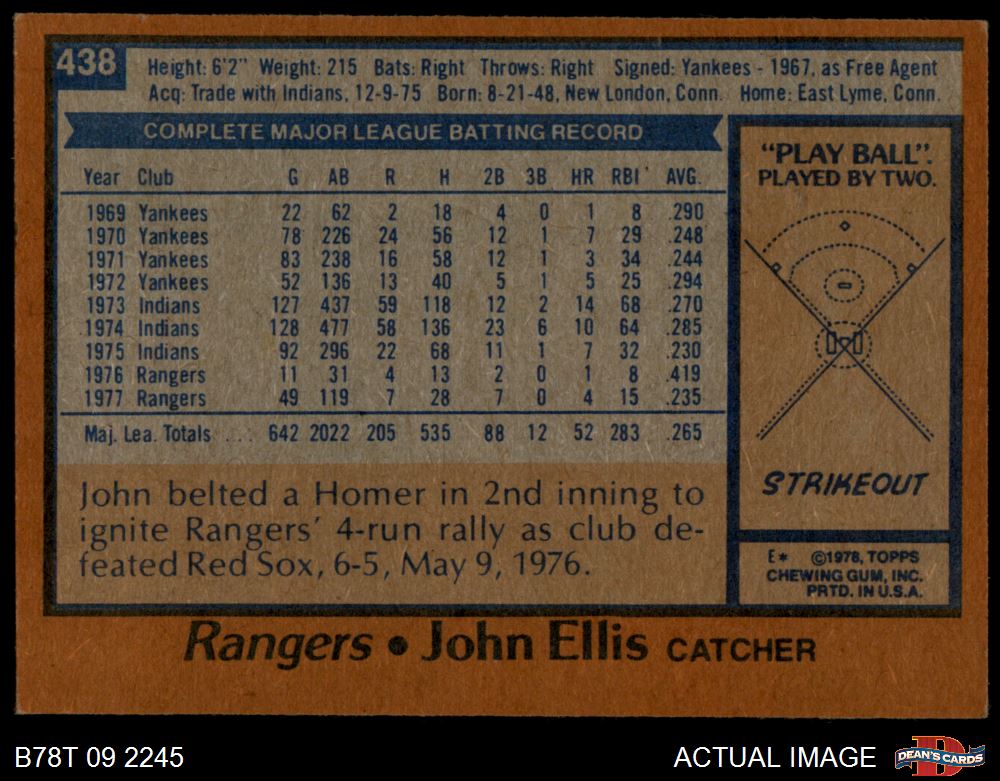 438
Height: 6'2" Weight: 215 Bats: Right Throws: Right Signed: Yankees - 1967, as Free Agent
Acq: Trade with Indians, 12-9-75 Born: 8-21-48, New London, Conn. Home: East Lyme, Conn.
COMPLETE MAJOR LEAGUE BATTING RECORD
Year Club G AB R H 2B 3B HR RBI AVG.
1969 Yankees 22 62 2 18 4 0 1 8 .290
1970 Yankees 78 226 24 56 12 1 7 29 .248
1971 Yankees 83 238 16 58 12 1 3 34 .244
1972 Yankees 52 136 13 40 5 1 5 25 .294
1973 Indians 127 437 59 118 12 2 14 68 .270
1974 Indians 128 477 58 136 23 6 10 64 .285
1975 Indians 92 296 22 68 11 1 7 32 .230
1976 Rangers 11 31 4 13 2 0 1 8 .419
1977 Rangers 49 119 7 28 7 0 4 15 .235
Maj. Lea. Totals .... 642 2022 205 535 88 12 52 283 .265
John belted a Homer in 2nd inning to
ignite Rangers' 4-run rally as club de-
feated Red Sox, 6-5, May 9, 1976.
"PLAY BALL".
PLAYED BY TWO.
STRIKEOUT
E* ©1978, TOPPS
CHEWING GUM, INC.
PRTD. IN U.S.A.
Rangers • John Ellis CATCHER
B78T 09 2245
ACTUAL IMAGE
D
DEAN'S CARDS